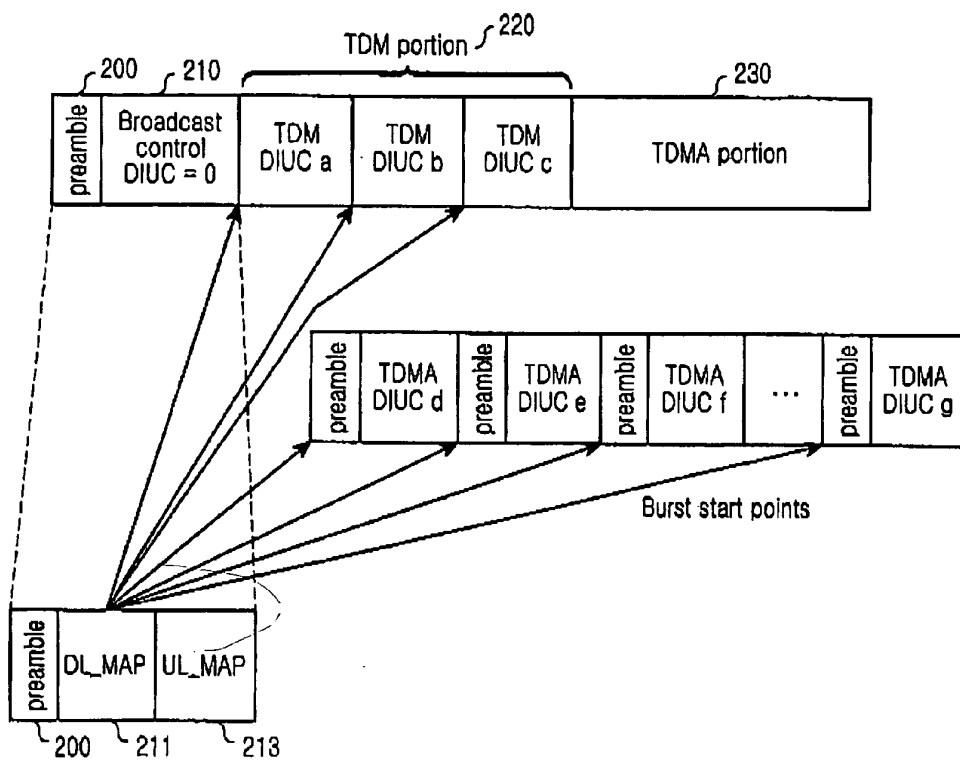 TDM portion 220
200
210
230
preamble
Broadcast
control
DIUC = 0
TDM
DIUC a
TDM
DIUC b
TDM
DIUC c
TDMA portion
preamble
TDMA
DIUC d
preamble
TDMA
DIUC e
preamble
TDMA
DIUC f
...
preamble
TDMA
DIUC g
Burst start points
preamble
DL_MAP
UL_MAP
200
211
213